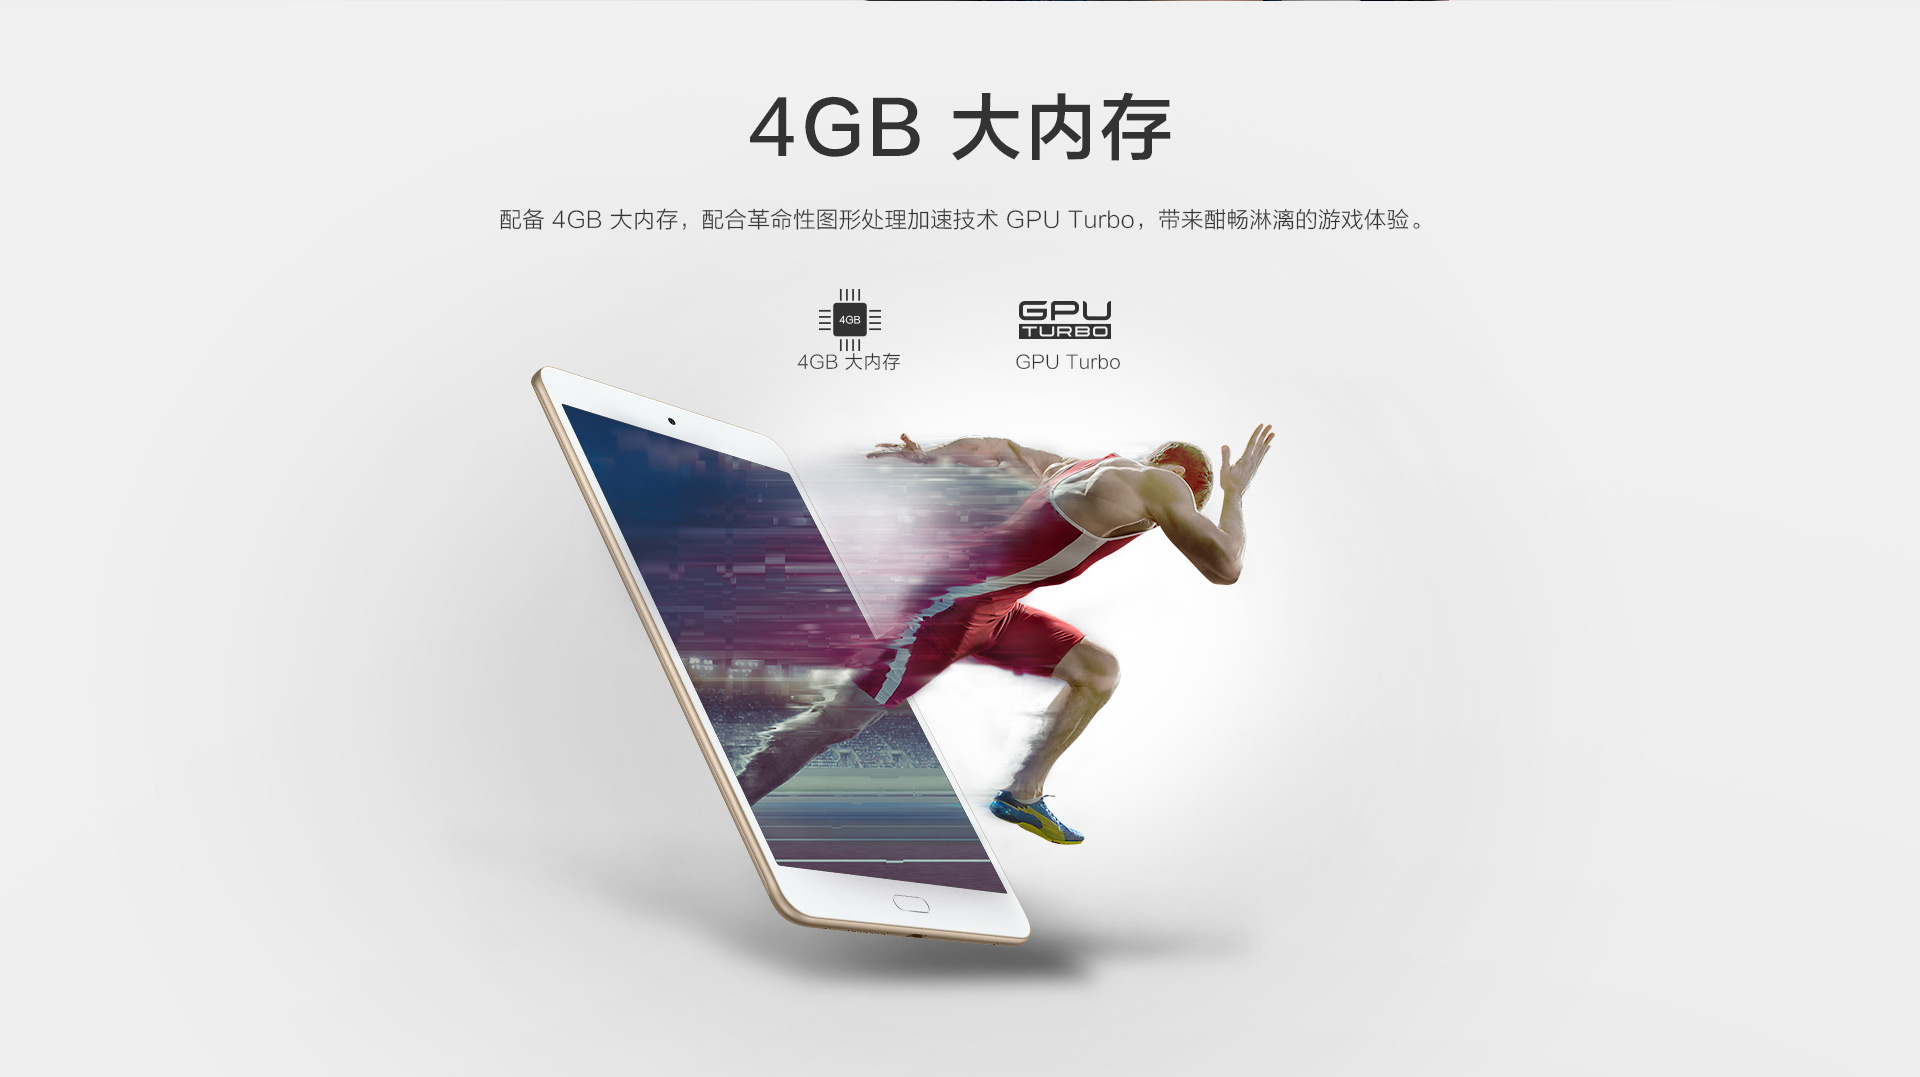 4GB 大内存
配备 4GB 大内存，配合革命性图形处理加速技术 GPU Turbo，带来酣畅淋漓的游戏体验。
4GB
GPU
TURBO
4GB 大内存
GPU Turbo